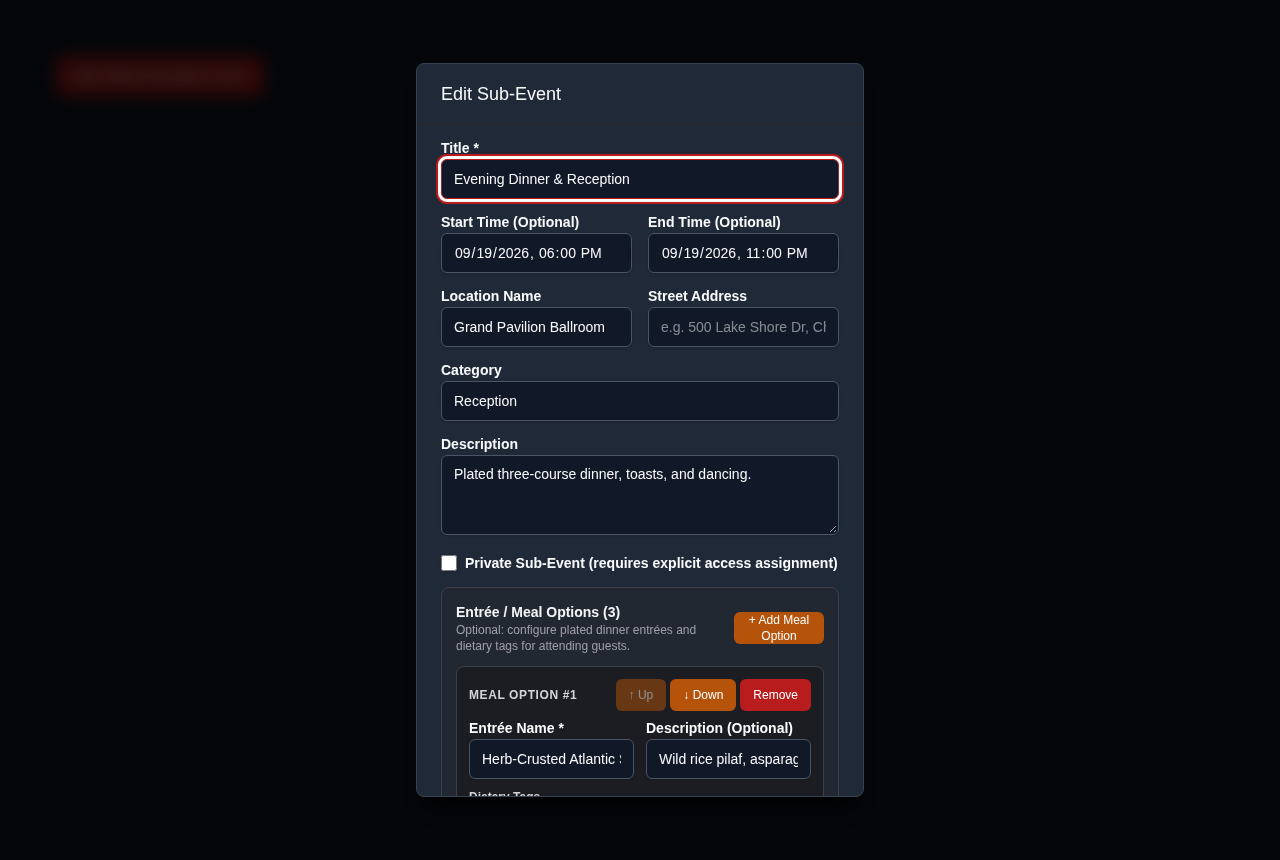 Edit Sub-Event
Title *
Evening Dinner & Reception
Start Time (Optional)
End Time (Optional)
09/19/2026, 06:00 PM
09/19/2026, 11:00 PM
Location Name
Street Address
Grand Pavilion Ballroom
e.g. 500 Lake Shore Dr, Ch
Category
Reception
Description
Plated three-course dinner, toasts, and dancing.
Private Sub-Event (requires explicit access assignment)
Entrée / Meal Options (3)
Optional: configure plated dinner entrées and
dietary tags for attending guests.
+ Add Meal
Option
MEAL OPTION #1
↑ Up
↓ Down
Remove
Entrée Name *
Description (Optional)
Herb-Crusted Atlantic
Wild rice pilaf, asparag
Dietary Tags